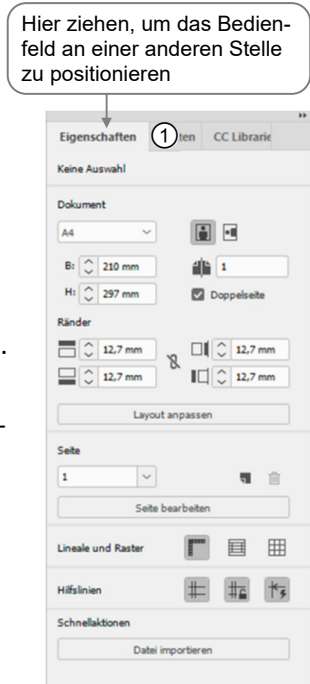 Hier ziehen, um das Bedien-
feld an einer anderen Stelle
zu positionieren
Eigenschaften 1 ten CC Librarie
Keine Auswahl
Dokument
A4
B: 210 mm 1
H: 297 mm Doppelseite
Ränder
12,7 mm 12,7 mm
12,7 mm 12,7 mm
Layout anpassen
Seite
1
Seite bearbeiten
Lineale und Raster
Hilfslinien
Schnellaktionen
Datei importieren